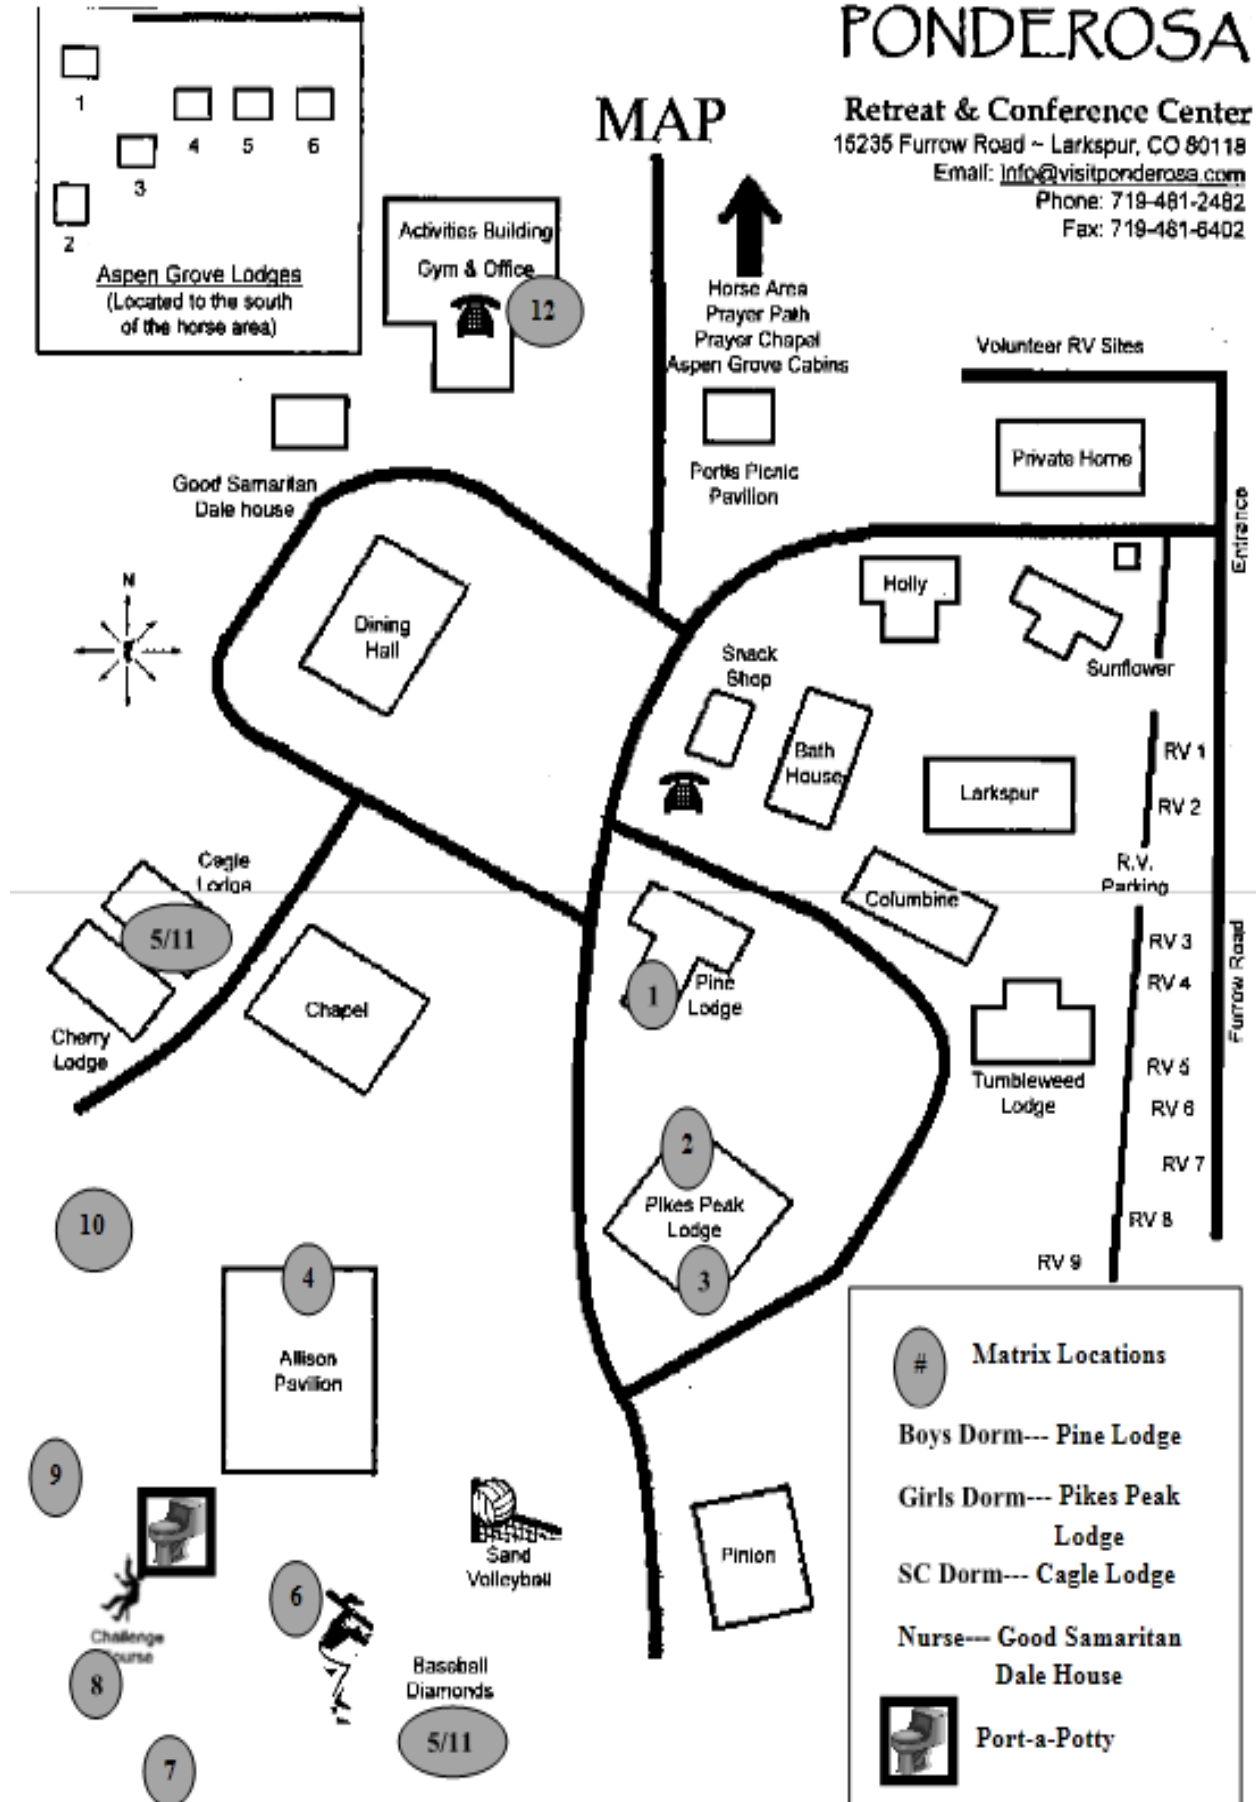 PONDEROSA
MAP
Retreat & Conference Center
15235 Furrow Road ~ Larkspur, CO 80118
Email: Info@visitponderosa.com
Phone: 719-481-2482
Fax: 719-481-6402
1
4 5 6
3
2
Aspen Grove Lodges
(Located to the south
of the horse area)
Activities Building
Gym & Office
12
Horse Area
Prayer Path
Prayer Chapel
Aspen Grove Cabins
Volunteer RV Sites
Private Home
Portis Picnic
Pavilion
Good Samaritan
Dale house
Entrance
N
Dining
Hall
Holly
Sunflower
Snack
Shop
Bath
House
Larkspur
RV 1
RV 2
R.V.
Parking
Columbine
Cagle
Lodge
5/11
Cherry
Lodge
Chapel
1
Pine
Lodge
RV 3
RV 4
Furrow Road
Tumbleweed
Lodge
RV 5
RV 6
RV 7
RV 8
RV 9
2
Pikes Peak
Lodge
3
10
4
Allison
Pavilion
9
Sand
Volleyball
Pinion
6
Challenge
8
Baseball
Diamonds
5/11
7
# Matrix Locations
Boys Dorm--- Pine Lodge
Girls Dorm--- Pikes Peak
Lodge
SC Dorm--- Cagle Lodge
Nurse--- Good Samaritan
Dale House
Port-a-Potty